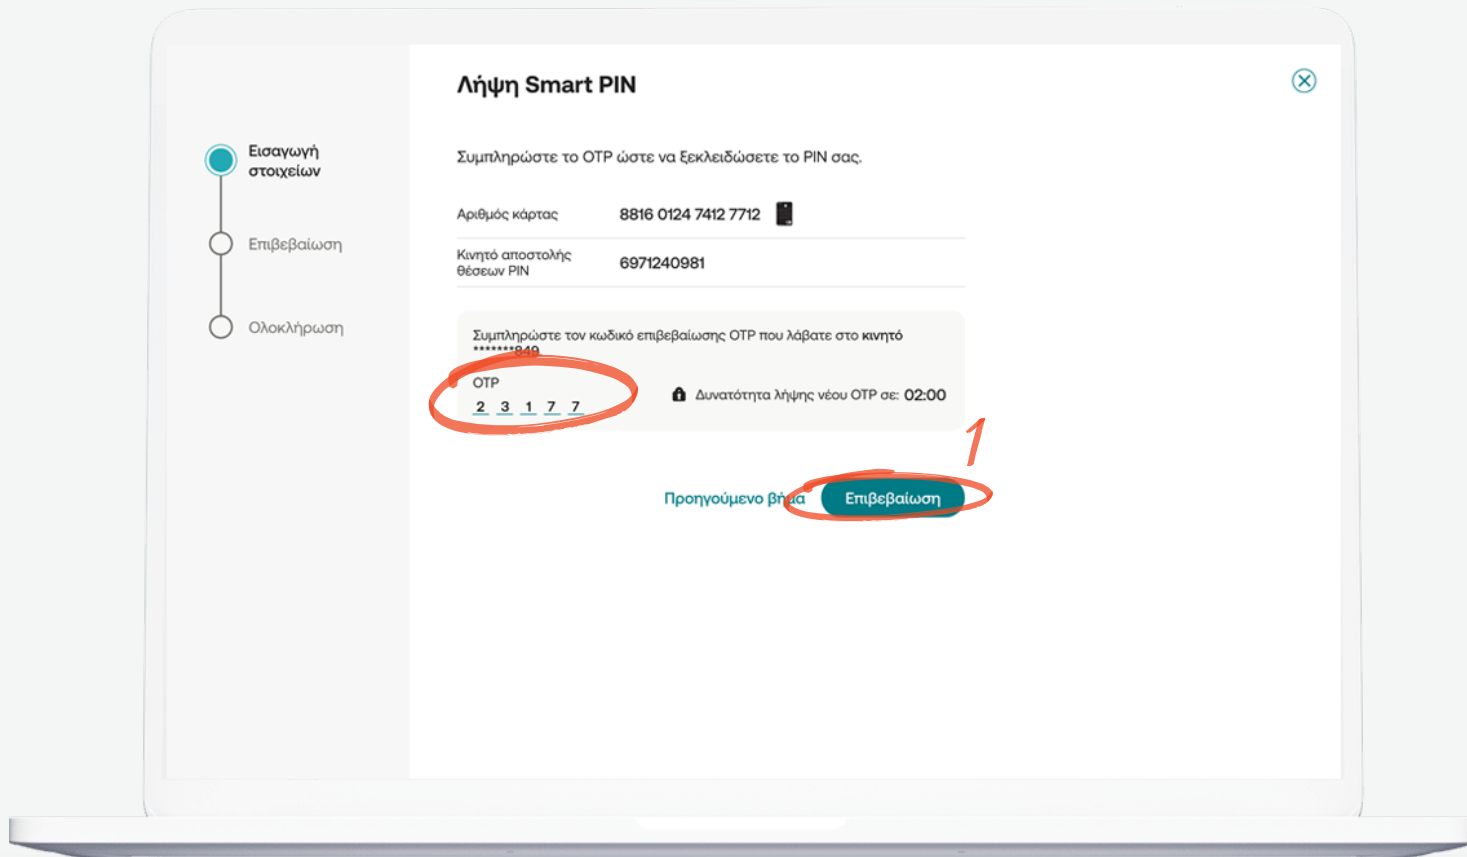 Λήψη Smart PIN
Εισαγωγή
στοιχείων
Επιβεβαίωση
Ολοκλήρωση
Συμπληρώστε το OTP ώστε να ξεκλειδώσετε το PIN σας.
Αριθμός κάρτας 8816 0124 7412 7712
Κινητό αποστολής
θέσεων PIN 6971240981
Συμπληρώστε τον κωδικό επιβεβαίωσης OTP που λάβατε στο κινητό
*******849
OTP
2 3 1 7 7
Δυνατότητα λήψης νέου OTP σε: 02:00
1
Προηγούμενο βήμα Επιβεβαίωση